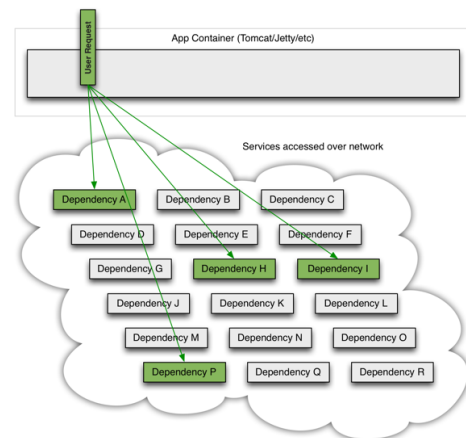 User Request
App Container (Tomcat/Jetty/etc)
Services accessed over network
Dependency A
Dependency B
Dependency C
Dependency D
Dependency E
Dependency F
Dependency G
Dependency H
Dependency I
Dependency J
Dependency K
Dependency L
Dependency M
Dependency N
Dependency O
Dependency P
Dependency Q
Dependency R